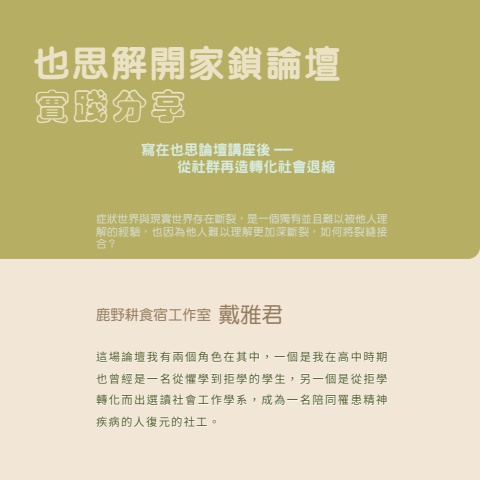 也思解開家鎖論壇
實踐分享
寫在也思論壇講座後 ──
從社群再造轉化社會退縮
症狀世界與現實世界存在斷裂，是一個獨有並且難以被他人理
解的經驗，也因為他人難以理解更加深斷裂，如何將裂縫接
合？
鹿野耕食宿工作室 戴雅君
這場論壇我有兩個角色在其中，一個是我在高中時期
也曾經是一名從懼學到拒學的學生，另一個是從拒學
轉化而出選讀社會工作學系，成為一名陪同罹患精神
疾病的人復元的社工。